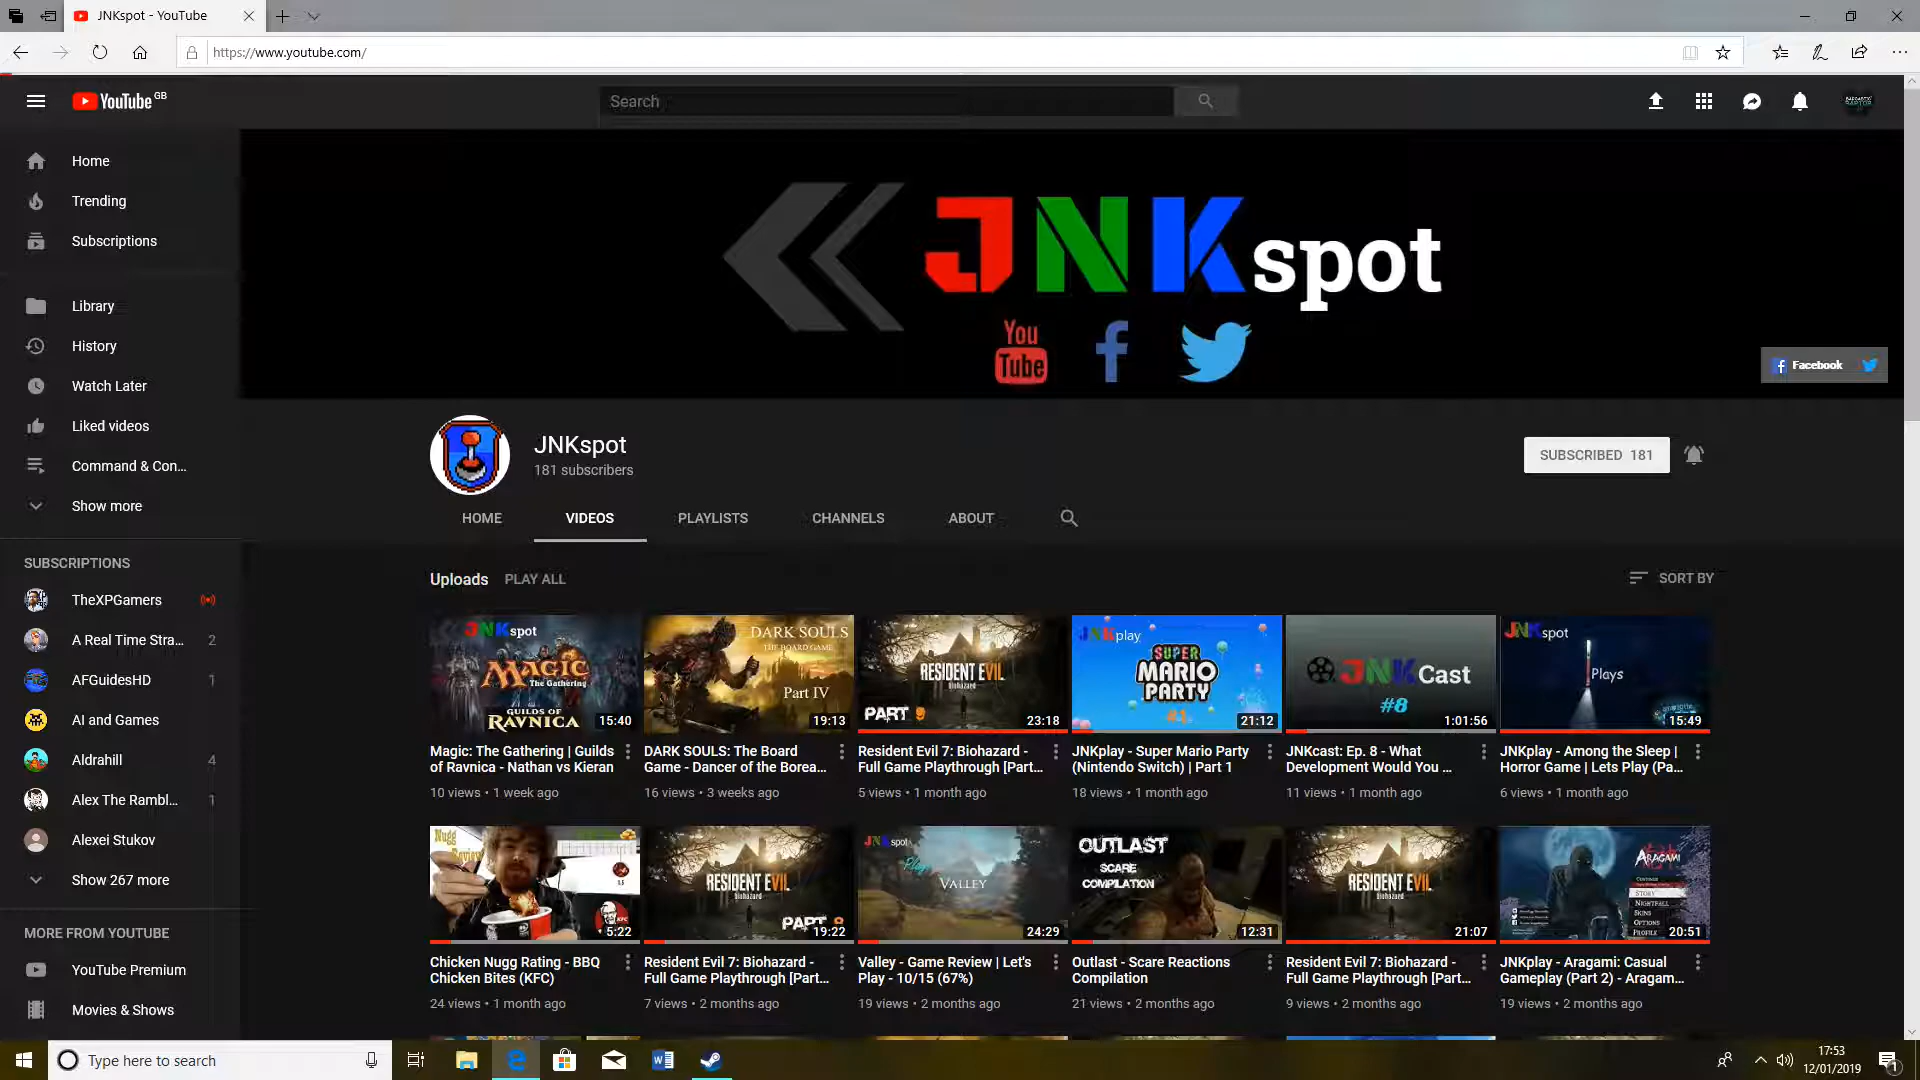 JNKspot - YouTube
https://www.youtube.com/
YouTube GB
Search
Home
Trending
Subscriptions
Library
History
Watch Later
Liked videos
Command & Con...
Show more
SUBSCRIPTIONS
TheXPGamers
A Real Time Stra... 2
AFGuidesHD 1
AI and Games
Aldrahill 4
Alex The Rambl... 1
Alexei Stukov
Show 267 more
MORE FROM YOUTUBE
YouTube Premium
Movies & Shows
JNKspot
You
Tube
Facebook
JNKspot
181 subscribers
SUBSCRIBED 181
HOME VIDEOS PLAYLISTS CHANNELS ABOUT
Uploads PLAY ALL
SORT BY
JNKspot
MAGIC
The Gathering
GUILDS OF
RAVNICA
15:40
Magic: The Gathering | Guilds
of Ravnica - Nathan vs Kieran
10 views • 1 week ago
DARK SOULS
THE BOARD GAME
Part IV
19:13
DARK SOULS: The Board
Game - Dancer of the Borea...
16 views • 3 weeks ago
RESIDENT EVIL
biohazard
PART 9
23:18
Resident Evil 7: Biohazard -
Full Game Playthrough [Part...
5 views • 1 month ago
JNKplay
SUPER
MARIO
PARTY
#1
21:12
JNKplay - Super Mario Party
(Nintendo Switch) | Part 1
18 views • 1 month ago
JNKCast
#8
1:01:56
JNKcast: Ep. 8 - What
Development Would You ...
11 views • 1 month ago
JNKspot
Plays
15:49
JNKplay - Among the Sleep |
Horror Game | Lets Play (Pa...
6 views • 1 month ago
Nugg
Review
KFC
5:22
Chicken Nugg Rating - BBQ
Chicken Bites (KFC)
24 views • 1 month ago
RESIDENT EVIL
biohazard
PART 8
19:22
Resident Evil 7: Biohazard -
Full Game Playthrough [Part...
7 views • 2 months ago
JNKspot
Plays
VALLEY
24:29
Valley - Game Review | Let's
Play - 10/15 (67%)
19 views • 2 months ago
OUTLAST
SCARE
COMPILATION
12:31
Outlast - Scare Reactions
Compilation
21 views • 2 months ago
RESIDENT EVIL
biohazard
21:07
Resident Evil 7: Biohazard -
Full Game Playthrough [Part...
9 views • 2 months ago
ARAGAMI
CONTINUE
STORY
NIGHTFALL
SKINS
OPTIONS
PROFILE
20:51
JNKplay - Aragami: Casual
Gameplay (Part 2) - Aragam...
19 views • 2 months ago
Type here to search
17:53
12/01/2019
1